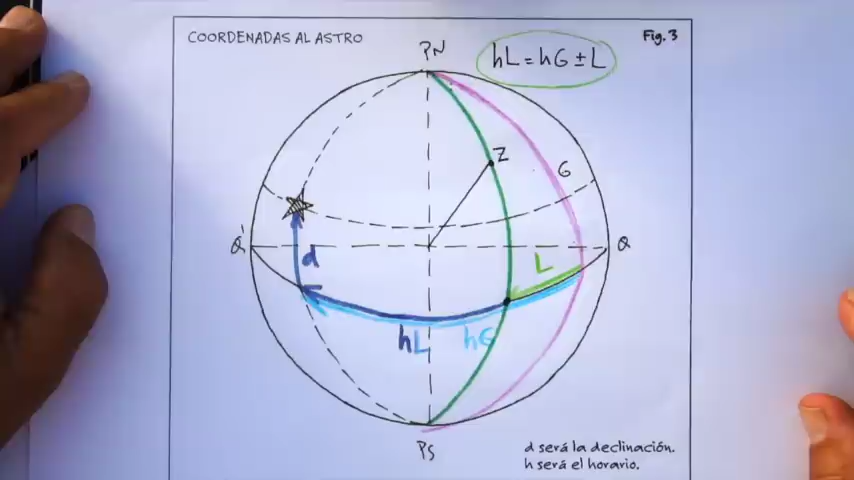 COORDENADAS AL ASTRO
Fig. 3
PN
hL = hG ± L
Z
G
Q'
Q
d
L
hL
hG
PS
d será la declinación.
h será el horario.